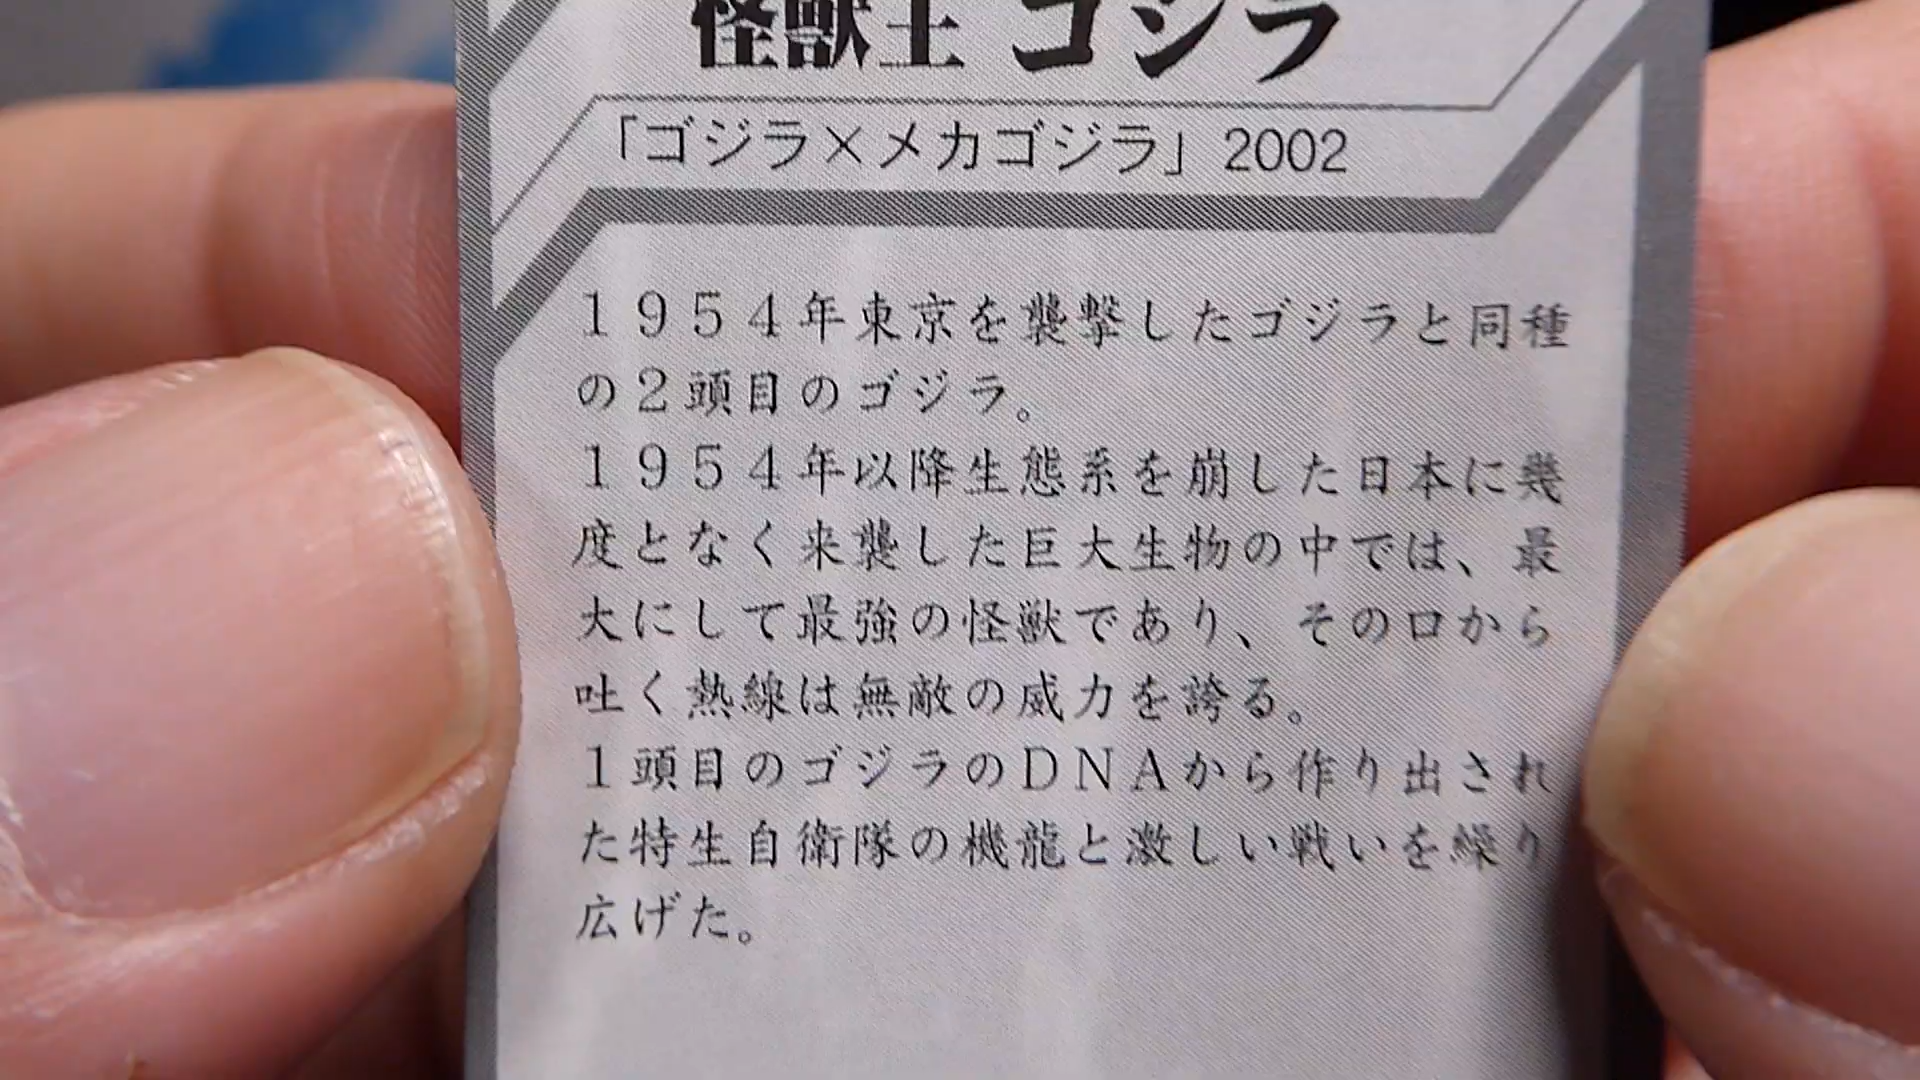 怪獣王 ゴジラ
「ゴジラ×メカゴジラ」2002
1954年東京を襲撃したゴジラと同種
の2頭目のゴジラ。
1954年以降生態系を崩した日本に幾
度となく来襲した巨大生物の中では、最
大にして最強の怪獣であり、その口から
吐く熱線は無敵の威力を誇る。
1頭目のゴジラのDNAから作り出され
た特生自衛隊の機龍と激しい戦いを繰り
広げた。